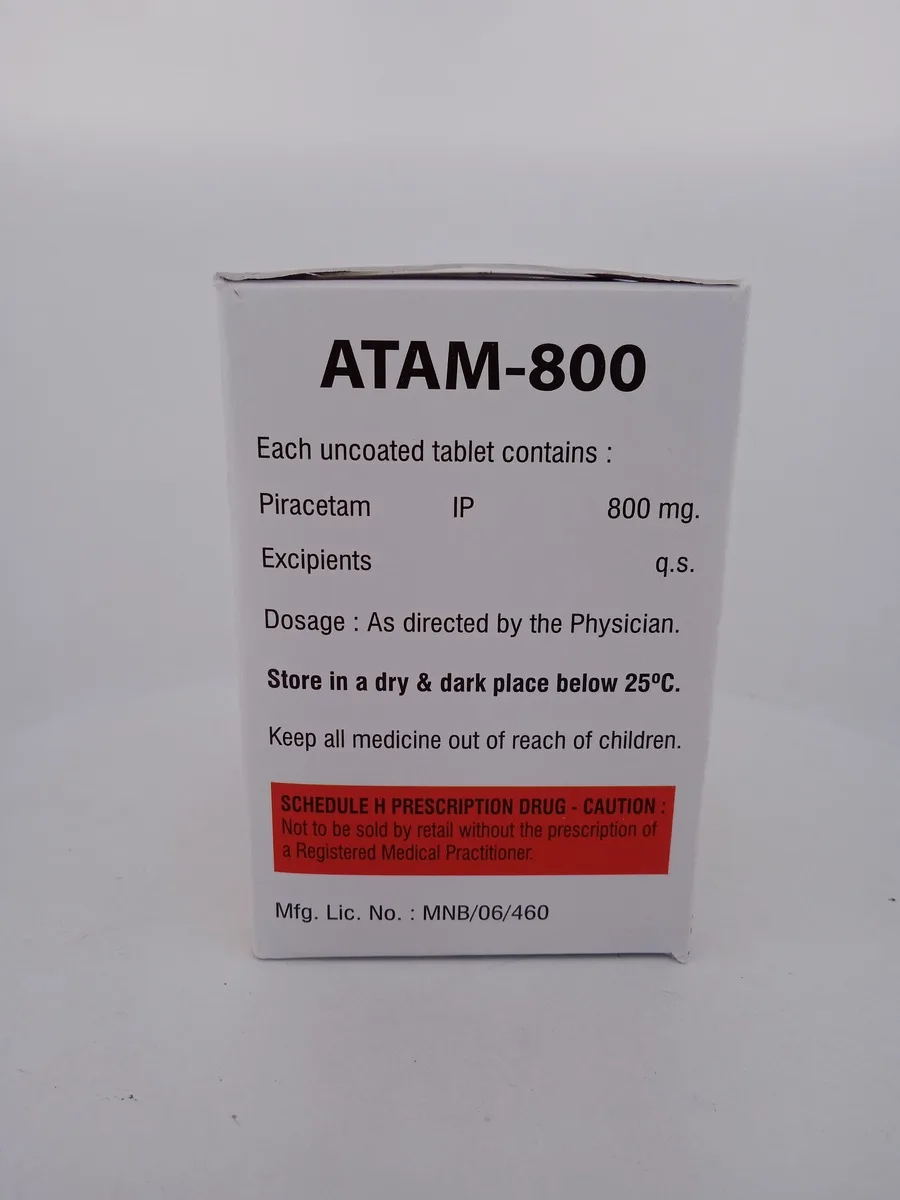 ATAM-800
Each uncoated tablet contains :
Piracetam IP 800 mg.
Excipients q.s.
Dosage : As directed by the Physician.
Store in a dry & dark place below 25ºC.
Keep all medicine out of reach of children.
SCHEDULE H PRESCRIPTION DRUG - CAUTION :
Not to be sold by retail without the prescription of
a Registered Medical Practitioner.
Mfg. Lic. No. : MNB/06/460